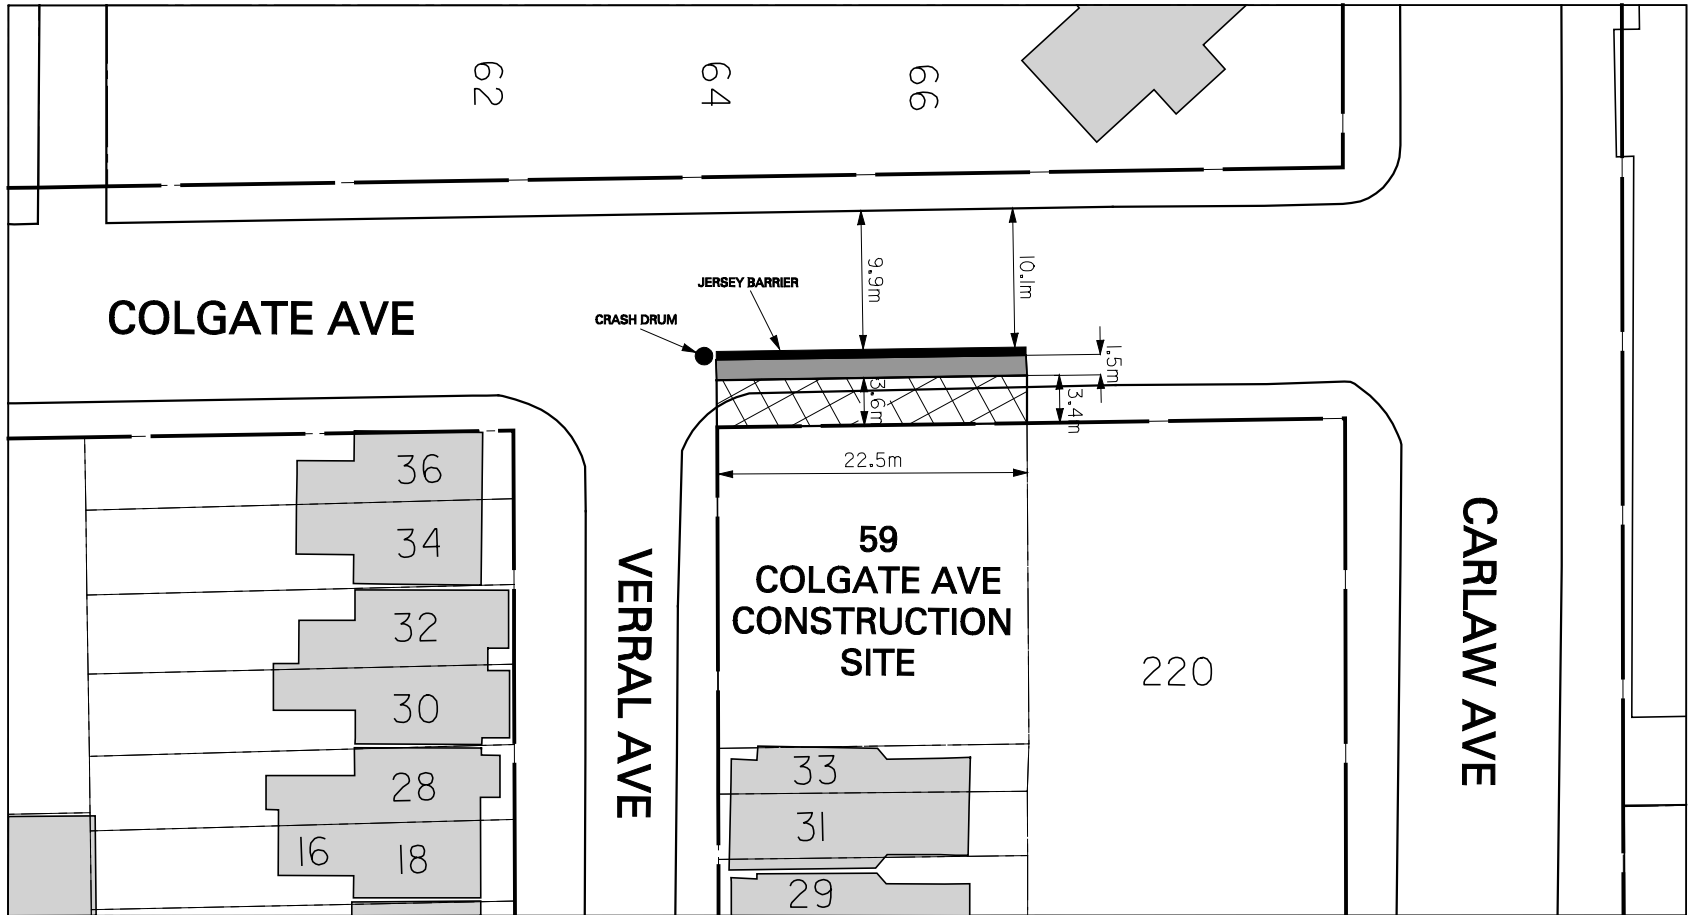 62
64
66
9.9m
10.1m
JERSEY BARRIER
CRASH DRUM
COLGATE AVE
1.5m
3.6m
3.4m
22.5m
36
34
32
30
28
16
18
VERRAL AVE
59
COLGATE AVE
CONSTRUCTION
SITE
220
CARLAW AVE
33
31
29